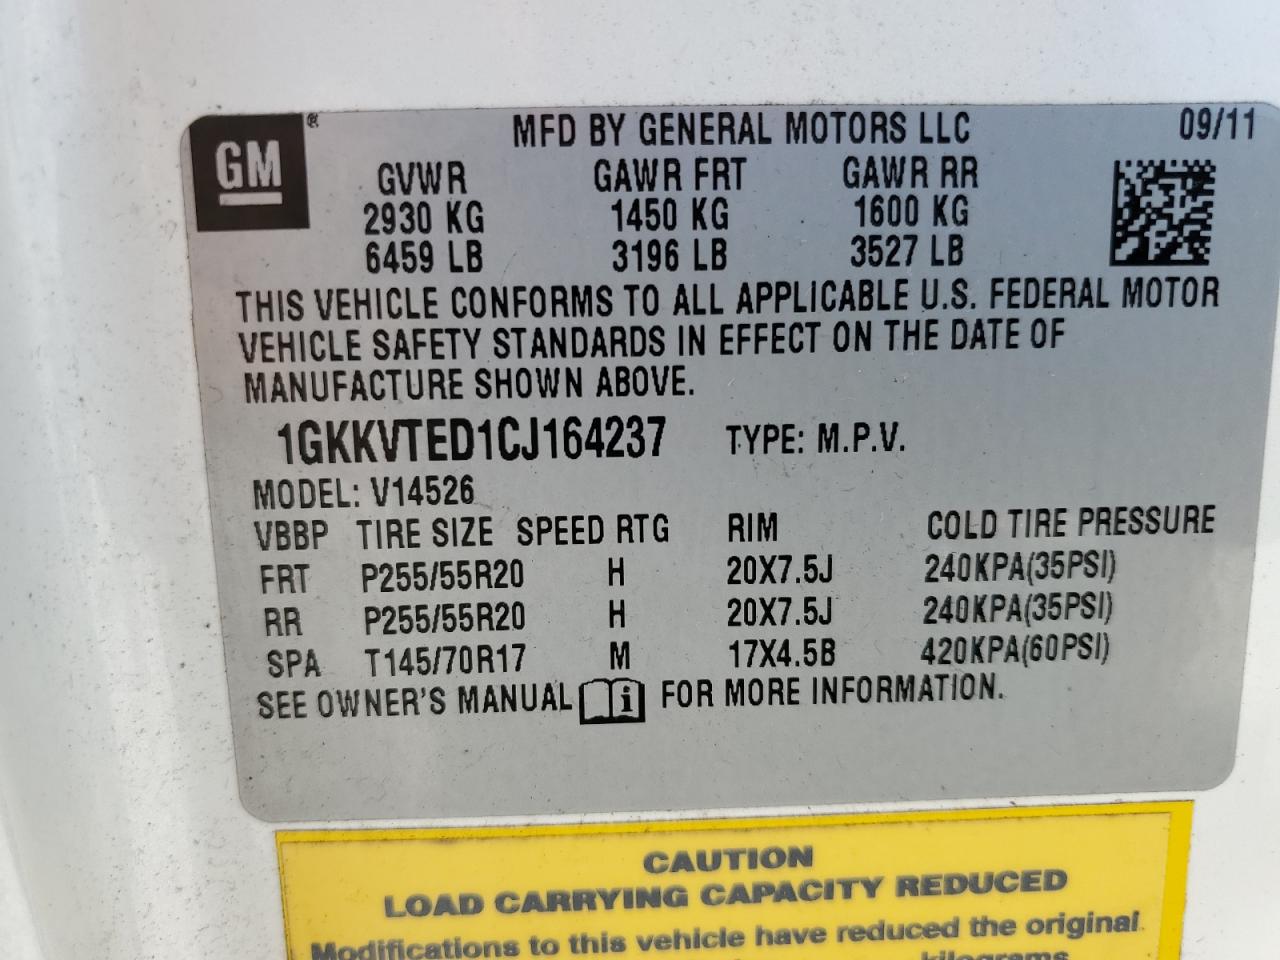 GM®
MFD BY GENERAL MOTORS LLC 09/11
GVWR GAWR FRT GAWR RR
2930 KG 1450 KG 1600 KG
6459 LB 3196 LB 3527 LB
THIS VEHICLE CONFORMS TO ALL APPLICABLE U.S. FEDERAL MOTOR
VEHICLE SAFETY STANDARDS IN EFFECT ON THE DATE OF
MANUFACTURE SHOWN ABOVE.
1GKKVTED1CJ164237 TYPE: M.P.V.
MODEL: V14526
VBBP TIRE SIZE SPEED RTG RIM COLD TIRE PRESSURE
FRT P255/55R20 H 20X7.5J 240KPA(35PSI)
RR P255/55R20 H 20X7.5J 240KPA(35PSI)
SPA T145/70R17 M 17X4.5B 420KPA(60PSI)
SEE OWNER'S MANUAL FOR MORE INFORMATION.
CAUTION
LOAD CARRYING CAPACITY REDUCED
Modifications to this vehicle have reduced the original
kilograms